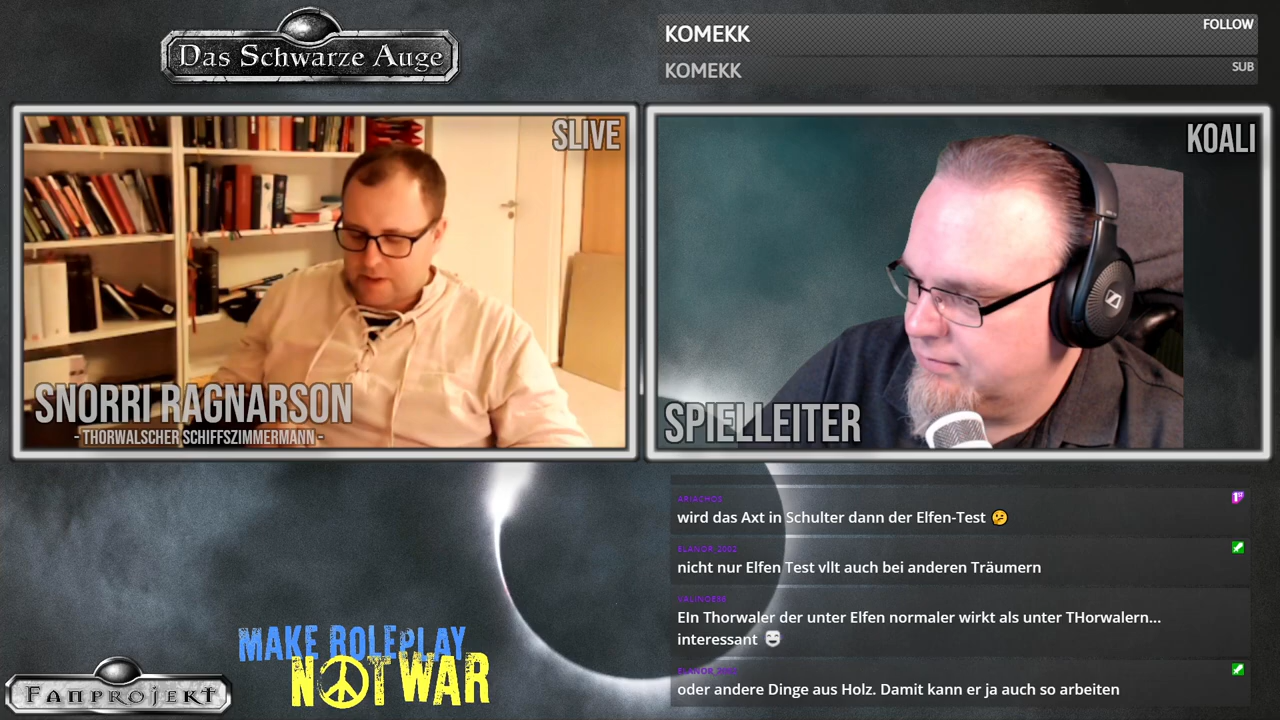 Das Schwarze Auge
KOMEKK
FOLLOW
KOMEKK
SUB
SLIVE
SNORRI RAGNARSON
- THORWALSCHER SCHIFFSZIMMERMANN -
KOALI
SPIELLEITER
ARIACHOS
wird das Axt in Schulter dann der Elfen-Test
ELANOR_2002
nicht nur Elfen Test vllt auch bei anderen Träumern
EIn Thorwaler der unter Elfen normaler wirkt als unter THorwalern...
interessant
oder andere Dinge aus Holz. Damit kann er ja auch so arbeiten
MAKE ROLEPLAY
NOT WAR
FANPROJEKT